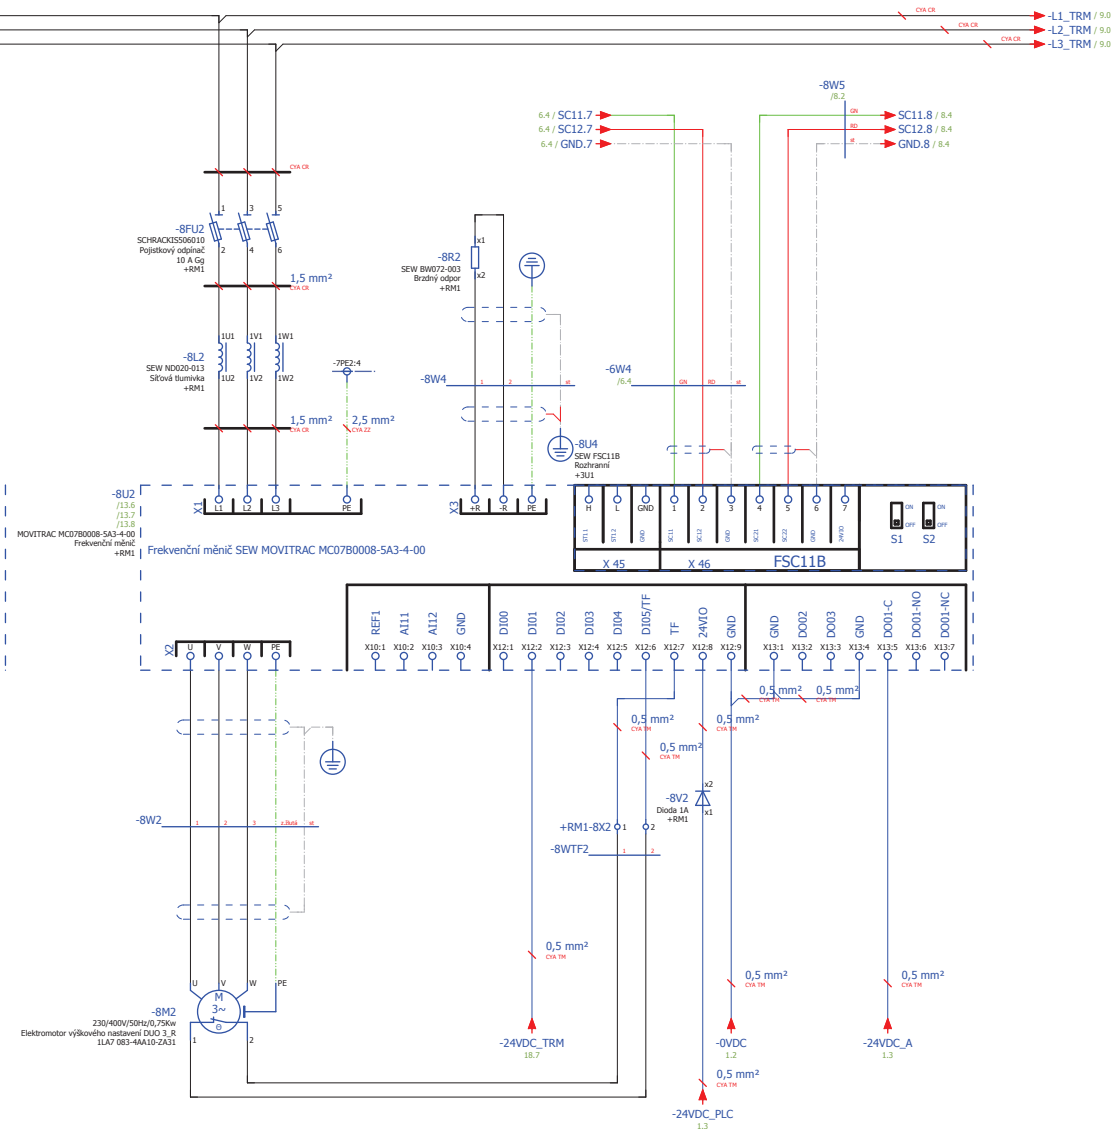 CYA CR
-L1_TRM / 9.0
CYA CR
-L2_TRM / 9.0
CYA CR
-L3_TRM / 9.0
-8W5
/8.2
6.4 / SC11.7
GN
SC11.8 / 8.4
6.4 / SC12.7
RD
SC12.8 / 8.4
6.4 / GND.7
st
GND.8 / 8.4
CYA CR
1 3 5
-8FU2
SCHRACKIS506010
Pojistkový odpínač
10 A Gg
+RM1
2 4 6
1,5 mm²
CYA CR
x1
-8R2
SEW BW072-003
Brzdný odpor
+RM1
x2
1U1 1V1 1W1
-8L2
SEW ND020-013
Síťová tlumivka
+RM1
1U2 1V2 1W2
-7PE2:4
-8W4
1 2 st
-6W4
/6.4
GN RD st
1,5 mm²
CYA CR
2,5 mm²
CYA ZZ
-8U4
SEW FSC11B
Rozhranní
+3U1
-8U2
/13.6
/13.7
/13.8
MOVITRAC MC07B0008-5A3-4-00
Frekvenční měnič
+RM1
X1
L1 L2 L3 PE
X3
+R -R PE
H L GND 1 2 3 4 5 6 7
ST11 ST12 GND SC11 SC12 GND SC21 SC22 GND 24VIO
ON ON
OFF OFF
S1 S2
Frekvenční měnič SEW MOVITRAC MC07B0008-5A3-4-00
X 45 X 46 FSC11B
REF1 AI11 AI12 GND DI00 DI01 DI02 DI03 DI04 DI05/TF TF 24VIO GND GND DO02 DO03 GND DO01-C DO01-NO DO01-NC
X2
U V W PE
X10:1 X10:2 X10:3 X10:4 X12:1 X12:2 X12:3 X12:4 X12:5 X12:6 X12:7 X12:8 X12:9 X13:1 X13:2 X13:3 X13:4 X13:5 X13:6 X13:7
0,5 mm² 0,5 mm²
CYA TM CYA TM
0,5 mm² 0,5 mm²
CYA TM CYA TM
0,5 mm²
CYA TM
x2
-8V2
Dioda 1A
+RM1
x1
-8W2
1 2 3 z.žlutá st
+RM1-8X2 1 2
-8WTF2
1 2
0,5 mm²
CYA TM
0,5 mm²
CYA TM
0,5 mm²
CYA TM
U V W PE
M
3~
Θ
-8M2
230/400V/50Hz/0,75Kw
Elektromotor výškového nastavení DUO 3_R
1LA7 083-4AA10-ZA31
1 2
-24VDC_TRM
18.7
-0VDC
1.2
-24VDC_A
1.3
0,5 mm²
CYA TM
-24VDC_PLC
1.3